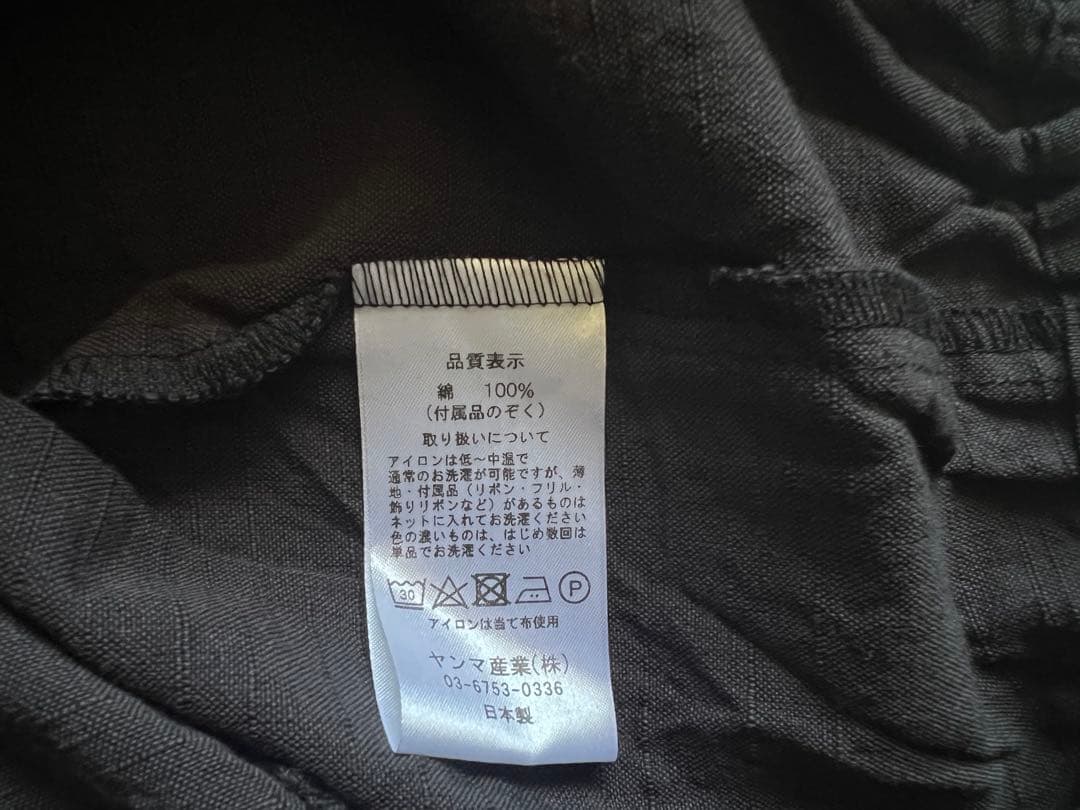 品質表示
綿 100%
(付属品のぞく)
取り扱いについて
アイロンは低〜中温で
通常のお洗濯が可能ですが、薄
地・付属品（リボン・フリル・
飾りリボンなど）があるものは
ネットに入れてお洗濯ください
色の濃いものは、はじめ数回は
単品でお洗濯ください
30 P
アイロンは当て布使用
ヤンマ産業(株)
03-6753-0336
日本製